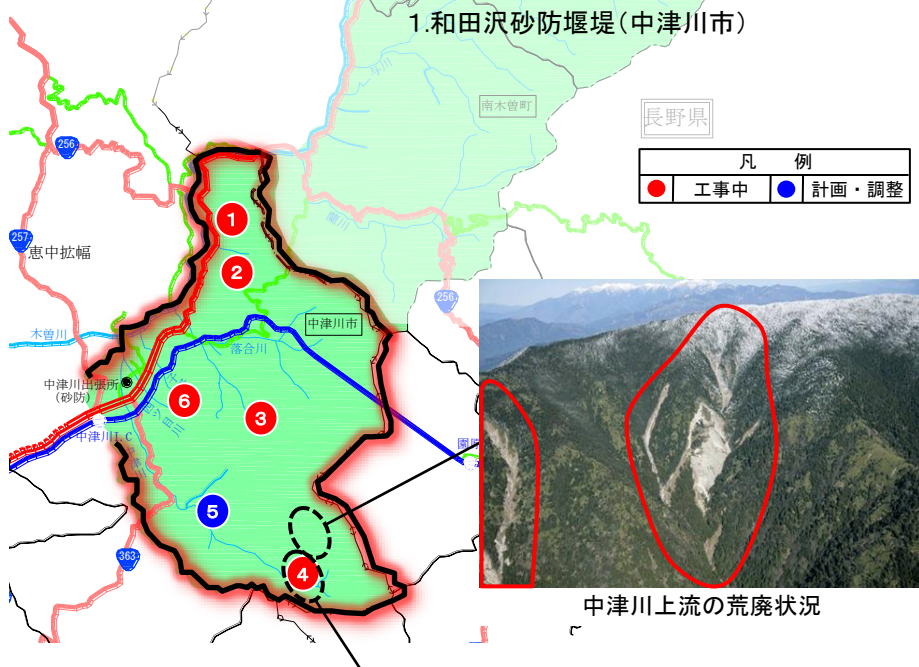 1.和田沢砂防堰堤(中津川市)
南木曽町
長野県
凡 例
工事中
計画・調整
256
1
257
恵中拡幅
2
256
木曽川
中津川市
落合川
中津川出張所
(砂防)
6
3
中津川I.C
5
4
363
中津川上流の荒廃状況